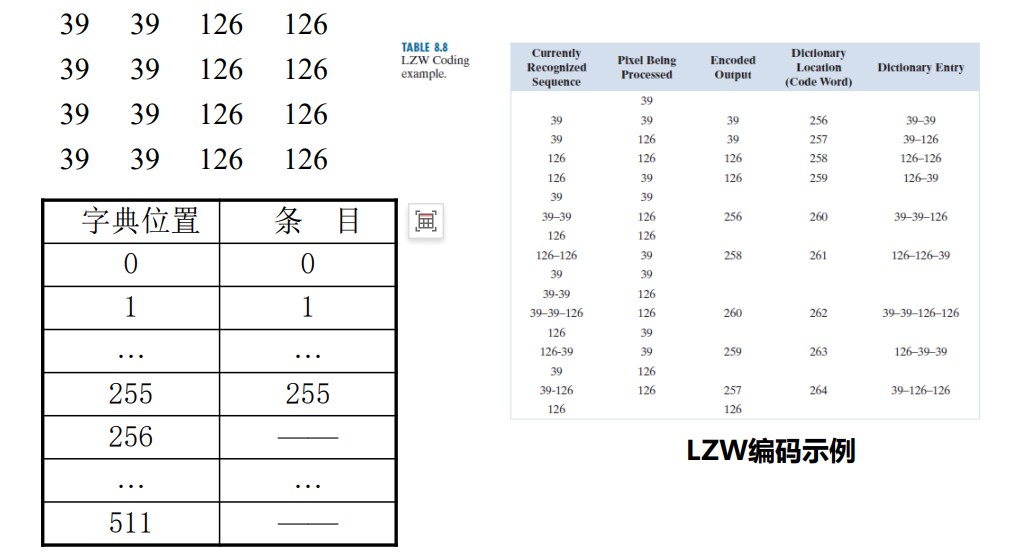 39 39 126 126
39 39 126 126
39 39 126 126
39 39 126 126
字典位置 条 目
0 0
1 1
… …
255 255
256 ——
… …
511 ——
TABLE 8.8
LZW Coding
example.
Currently Recognized Sequence Pixel Being Processed Encoded Output Dictionary Location (Code Word) Dictionary Entry
39
39 39 39 256 39–39
39 126 39 257 39–126
126 126 126 258 126–126
126 39 126 259 126–39
39 39
39–39 126 256 260 39–39–126
126 126
126–126 39 258 261 126–126–39
39 39
39-39 126
39–39–126 126 260 262 39–39–126–126
126 39
126-39 39 259 263 126–39–39
39 126
39-126 126 257 264 39–126–126
126 126
LZW编码示例